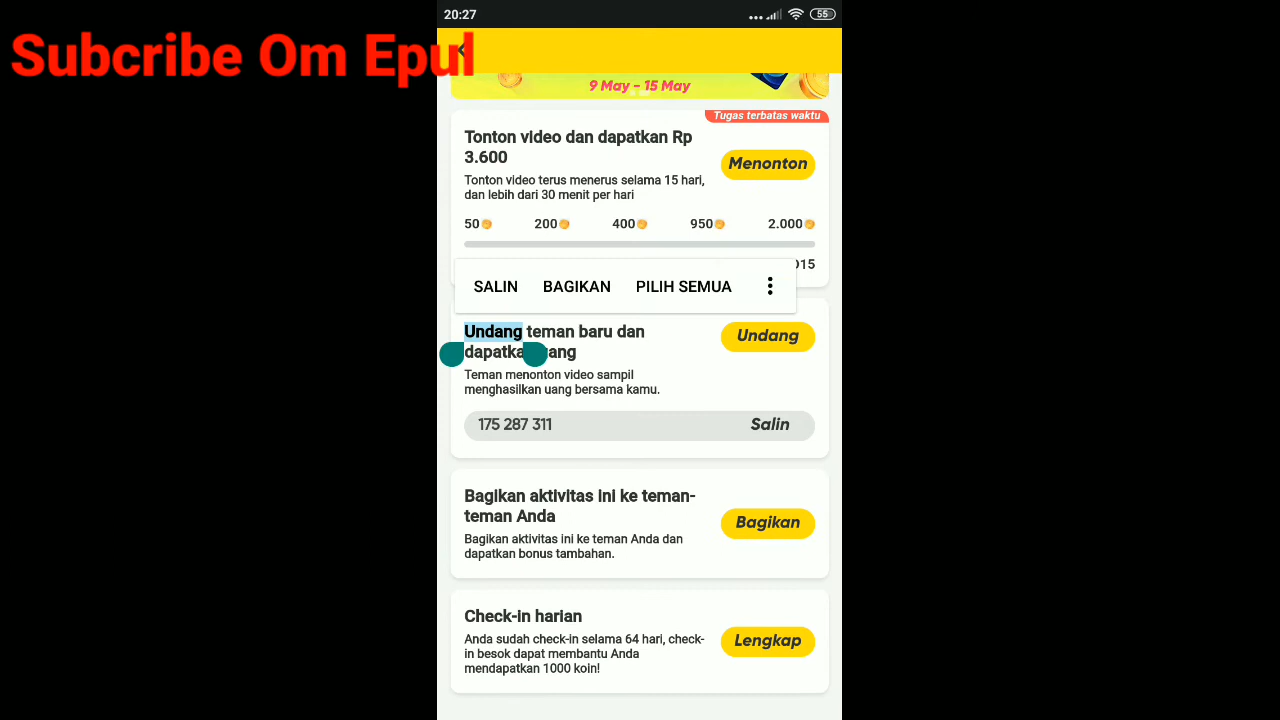 20:27
55
Subcribe Om Epul
9 May - 15 May
Tugas terbatas waktu
Tonton video dan dapatkan Rp
3.600
Menonton
Tonton video terus menerus selama 15 hari,
dan lebih dari 30 menit per hari
50 200 400 950 2.000
D15
SALIN BAGIKAN PILIH SEMUA
Undang teman baru dan
Undang
Teman menonton video sampil
menghasilkan uang bersama kamu.
175 287 311 Salin
Bagikan aktivitas ini ke teman-
teman Anda
Bagikan
Bagikan aktivitas ini ke teman Anda dan
dapatkan bonus tambahan.
Check-in harian
Anda sudah check-in selama 64 hari, check-
in besok dapat membantu Anda
mendapatkan 1000 koin!
Lengkap